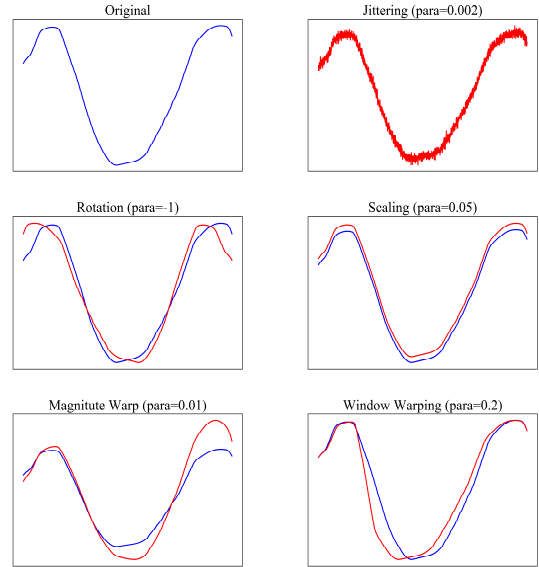 Original
Jittering (para=0.002)
Rotation (para=-1)
Scaling (para=0.05)
Magnitute Warp (para=0.01)
Window Warping (para=0.2)